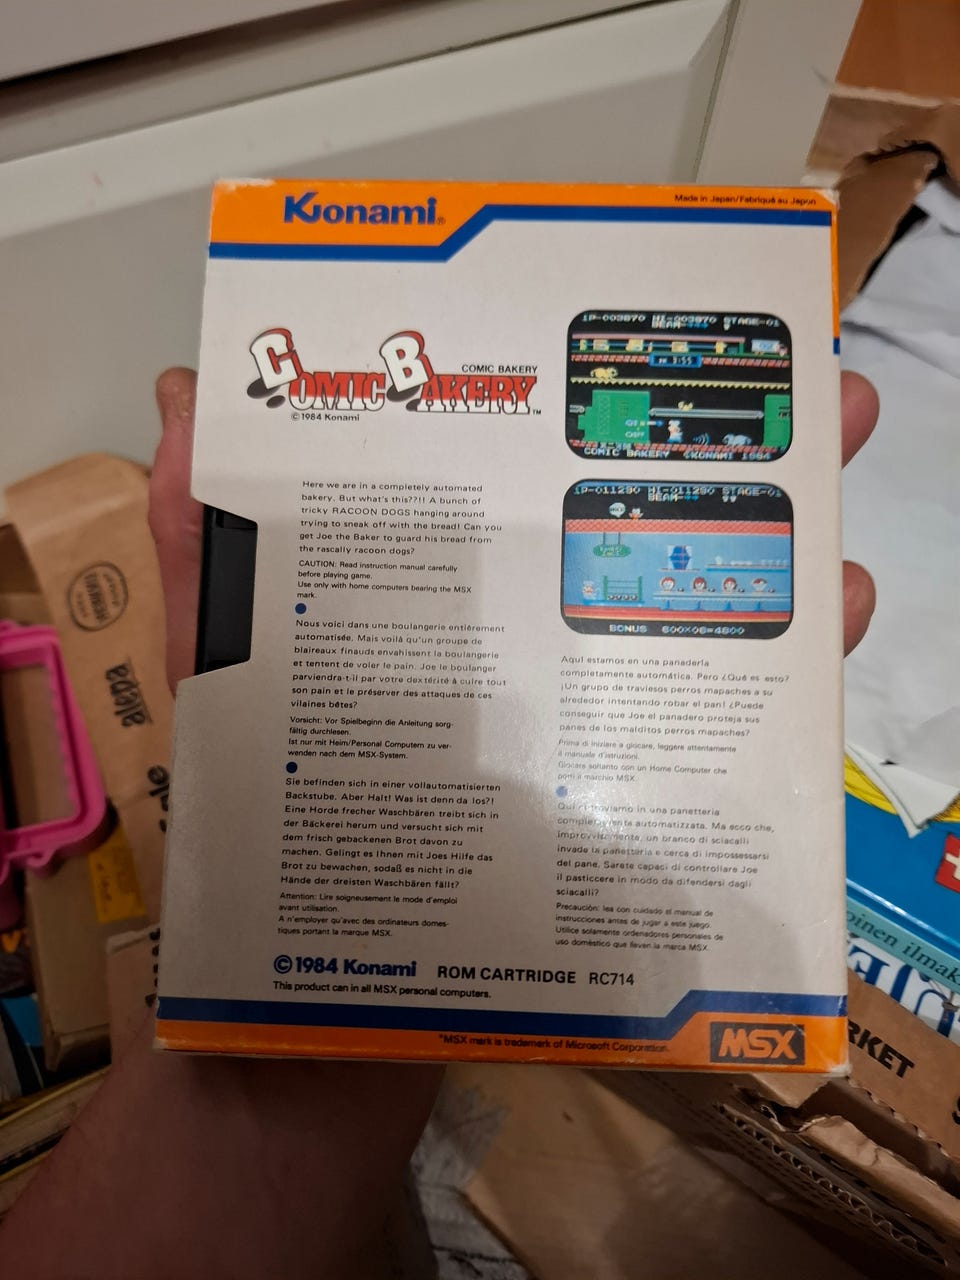 Konami®
Made in Japan/Fabriqué au Japon
COMIC BAKERY
COMIC BAKERY™
©1984 Konami
1P-003870 HI-003870 STAGE-01
BEAM
PM 3:55
COMIC BAKERY ©KONAMI 1984
1P-011290 HI-011290 STAGE-01
BEAM
BONUS 600×08=4800
Here we are in a completely automated
bakery. But what's this??!! A bunch of
tricky RACOON DOGS hanging around
trying to sneak off with the bread! Can you
get Joe the Baker to guard his bread from
the rascally racoon dogs?
CAUTION: Read instruction manual carefully
before playing game.
Use only with home computers bearing the MSX
mark.
Nous voici dans une boulangerie entièrement
automatisée. Mais voilà qu'un groupe de
blaireaux finauds envahissent la boulangerie
et tentent de voler le pain. Joe le boulanger
parviendra-t-il par votre dextérité à cuire tout
son pain et le préserver des attaques de ces
vilaines bêtes?
Vorsicht: Vor Spielbeginn die Anleitung sorg-
fältig durchlesen.
Ist nur mit Heim/Personal Computern zu ver-
wenden nach dem MSX-System.
Sie befinden sich in einer vollautomatisierten
Backstube. Aber Halt! Was ist denn da los?!
Eine Horde frecher Waschbären treibt sich in
der Bäckerei herum und versucht sich mit
dem frisch gebackenen Brot davon zu
machen. Gelingt es Ihnen mit Joes Hilfe das
Brot zu bewachen, sodaß es nicht in die
Hände der dreisten Waschbären fällt?
Attention: Lire soigneusement le mode d'emploi
avant utilisation.
A n'employer qu'avec des ordinateurs domes-
tiques portant la marque MSX.
Aquí estamos en una panadería
completamente automática. Pero ¿Qué es esto?
¡Un grupo de traviesos perros mapaches a su
alrededor intentando robar el pan! ¿Puede
conseguir que Joe el panadero proteja sus
panes de los malditos perros mapaches?
Prima di iniziare a giocare, leggere attentamente
il manuale d'istruzioni.
Giocare soltanto con un Home Computer che
porti il marchio MSX.
Qui ci troviamo in una panetteria
completamente automatizzata. Ma ecco che,
improvvisamente, un branco di sciacalli
invade la panetteria e cerca di impossessarsi
del pane. Sarete capaci di controllare Joe
il pasticcere in modo da difendersi dagli
sciacalli?
Precaución: lea con cuidado el manual de
instrucciones antes de jugar a este juego.
Utilice solamente ordenadores personales de
uso doméstico que lleven la marca MSX.
©1984 Konami ROM CARTRIDGE RC714
This product can in all MSX personal computers.
*MSX mark is trademark of Microsoft Corporation.
MSX
alepa
RKET
oinen ilmak